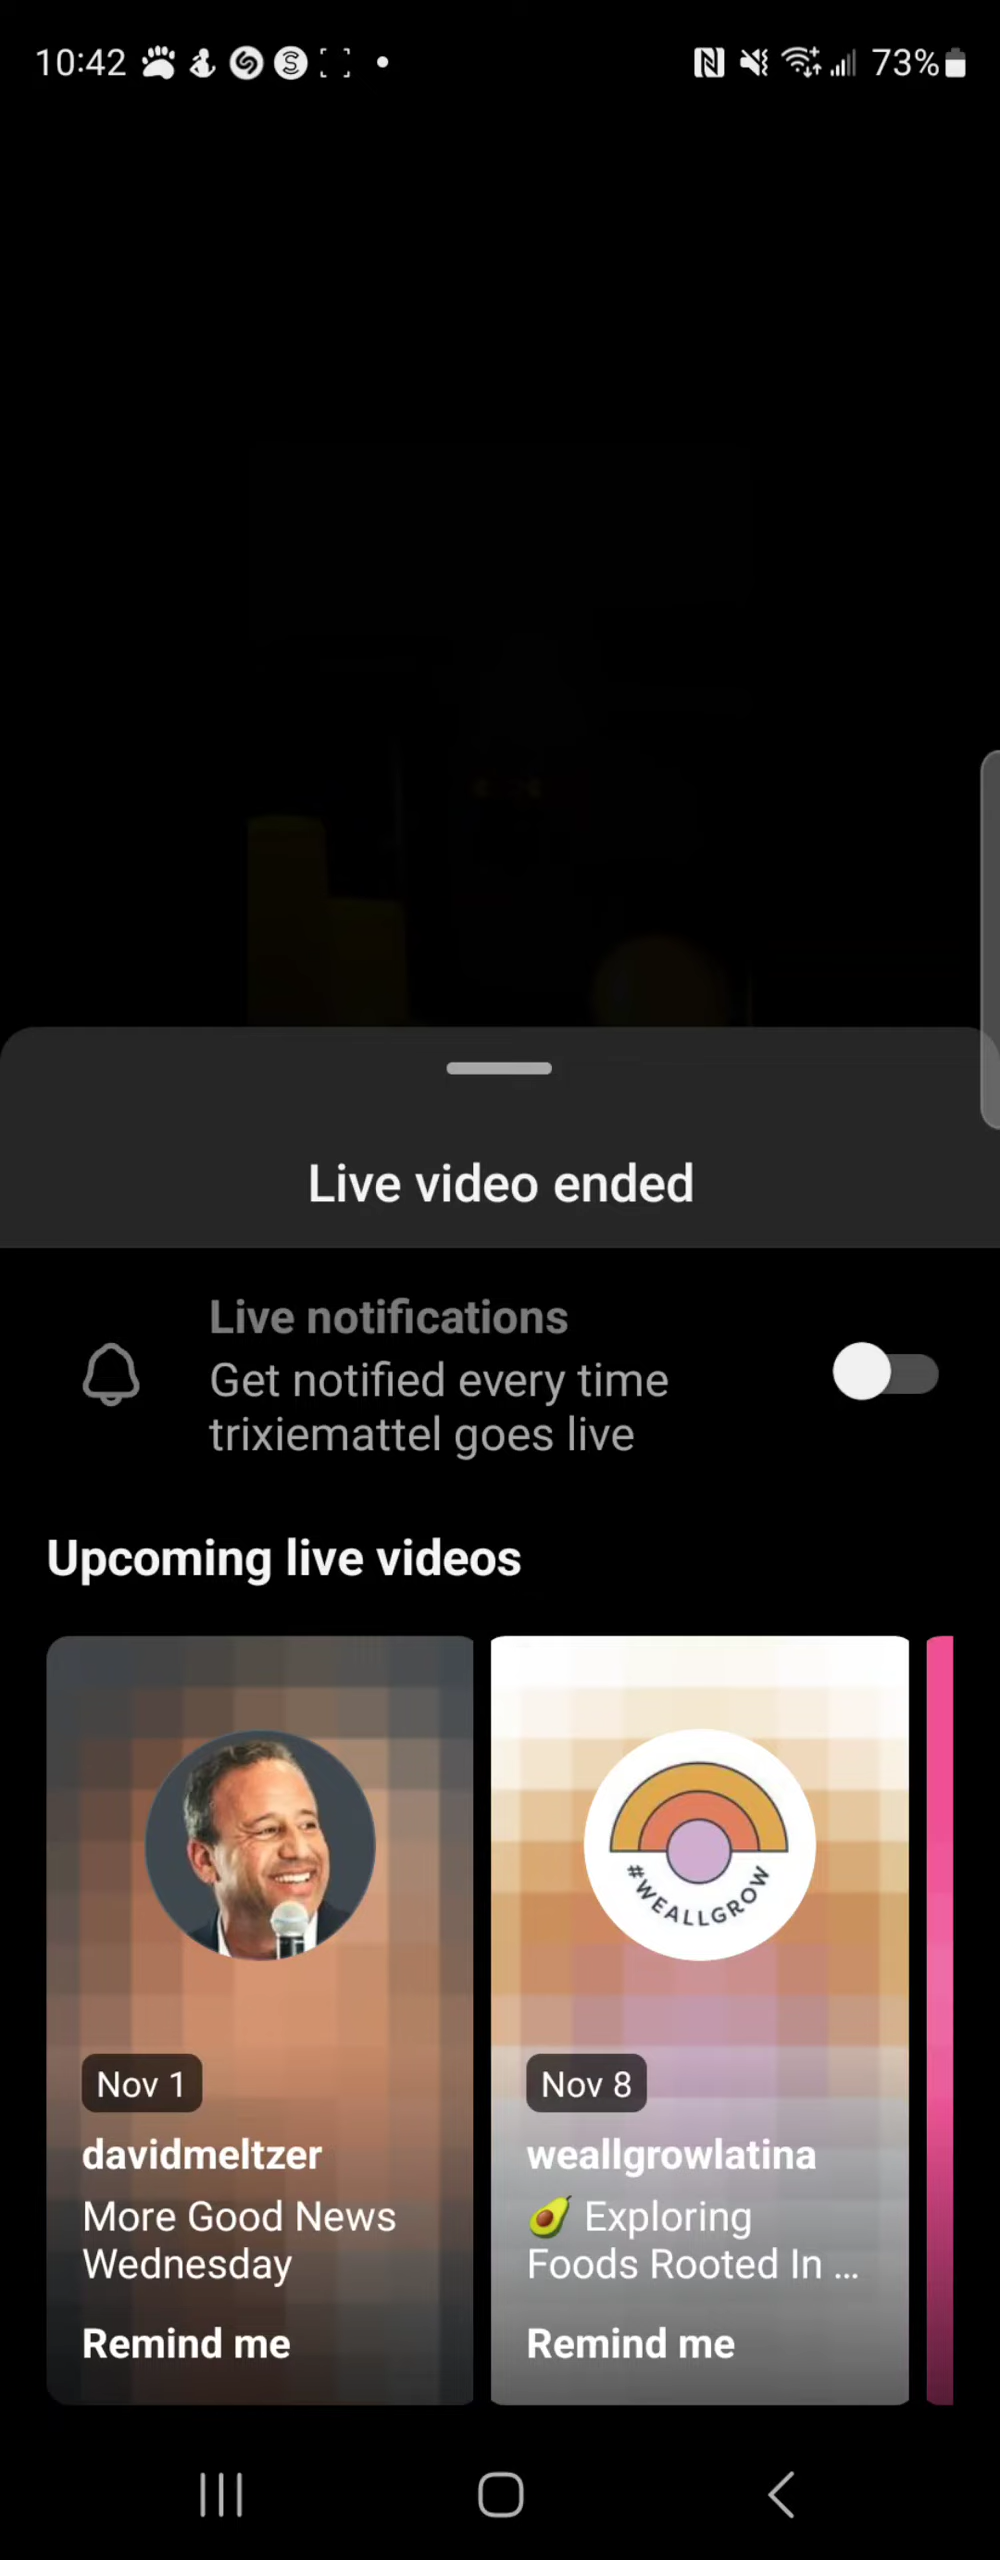 10:42
73%
Live video ended
Live notifications
Get notified every time
trixiemattel goes live
Upcoming live videos
#WEALLGROW
Nov 1
davidmeltzer
More Good News
Wednesday
Remind me
Nov 8
weallgrowlatina
🥑 Exploring
Foods Rooted In ...
Remind me